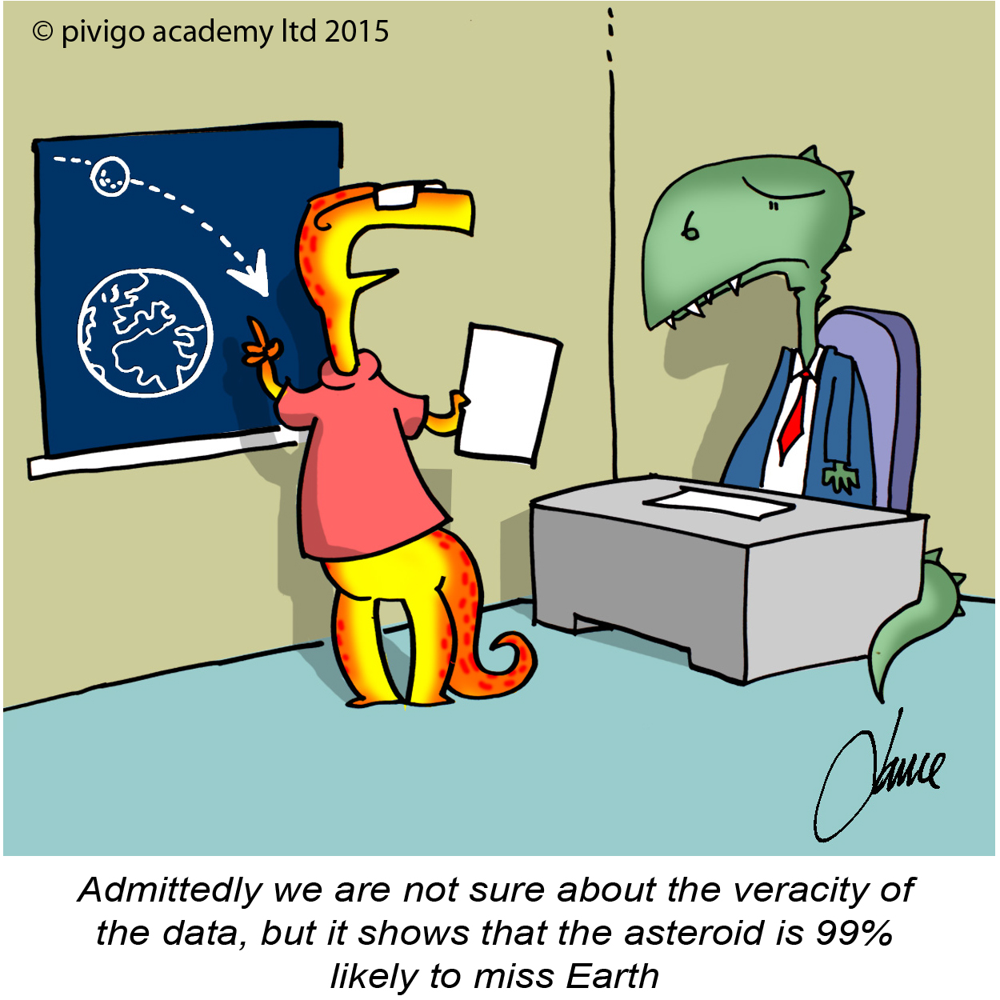 © pivigo academy ltd 2015
Lance
Admittedly we are not sure about the veracity of
the data, but it shows that the asteroid is 99%
likely to miss Earth